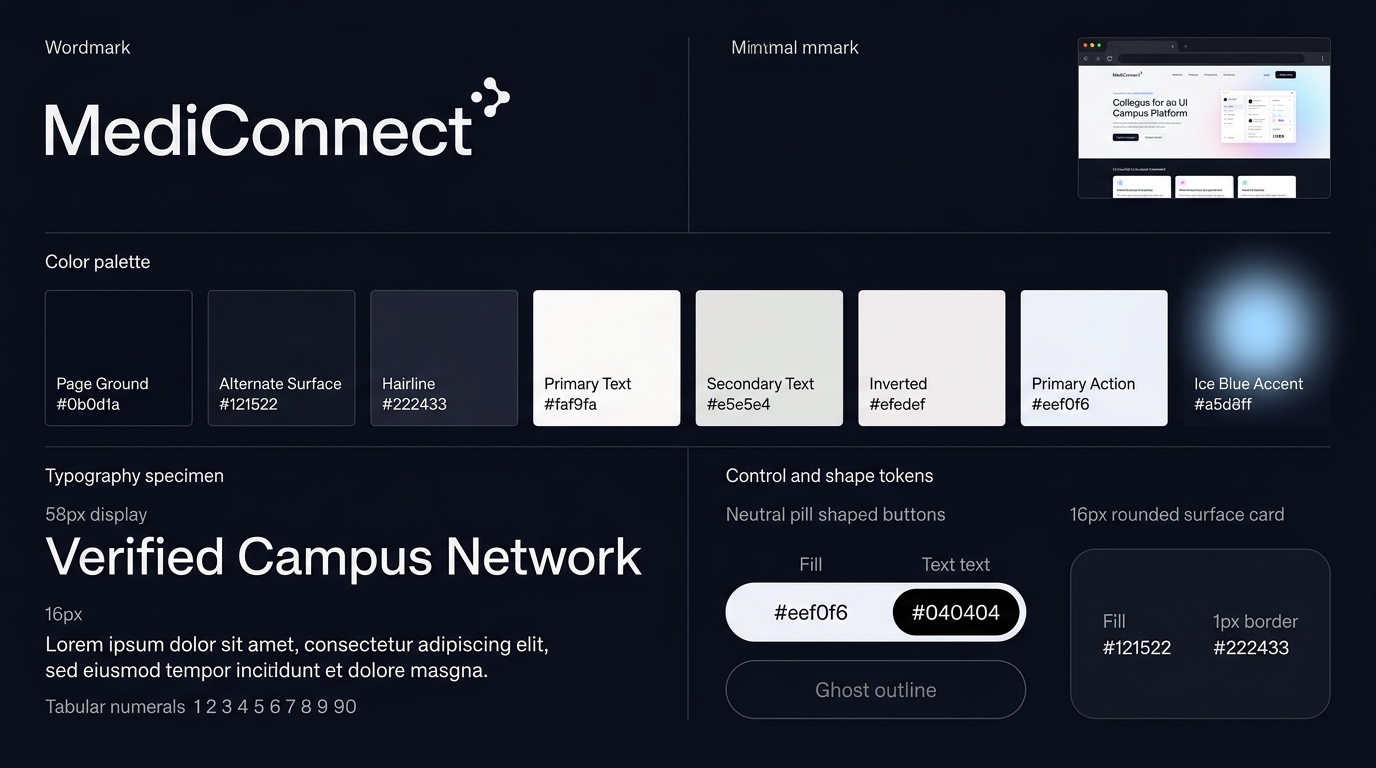 Wordmark
MediConnect
Minimal mmark
MediConnect
Collegus for ao UI
Campus Platform
Color palette
Page Ground
#0b0d1a
Alternate Surface
#121522
Hairline
#222433
Primary Text
#faf9fa
Secondary Text
#e5e5e4
Inverted
#efedef
Primary Action
#eef0f6
Ice Blue Accent
#a5d8ff
Typography specimen
58px display
Verified Campus Network
16px
Lorem ipsum dolor sit amet, consectetur adipiscing elit,
sed eiusmod tempor incididunt et dolore masgna.
Tabular numerals 1 2 3 4 5 6 7 8 9 90
Control and shape tokens
Neutral pill shaped buttons
Fill
Text text
#eef0f6
#040404
Ghost outline
16px rounded surface card
Fill
#121522
1px border
#222433